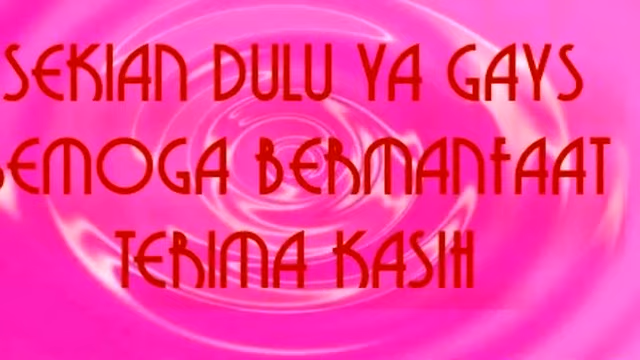 SEKIAN DULU YA GAYS
SEMOGA BERMANFAAT
TERIMA KASIH